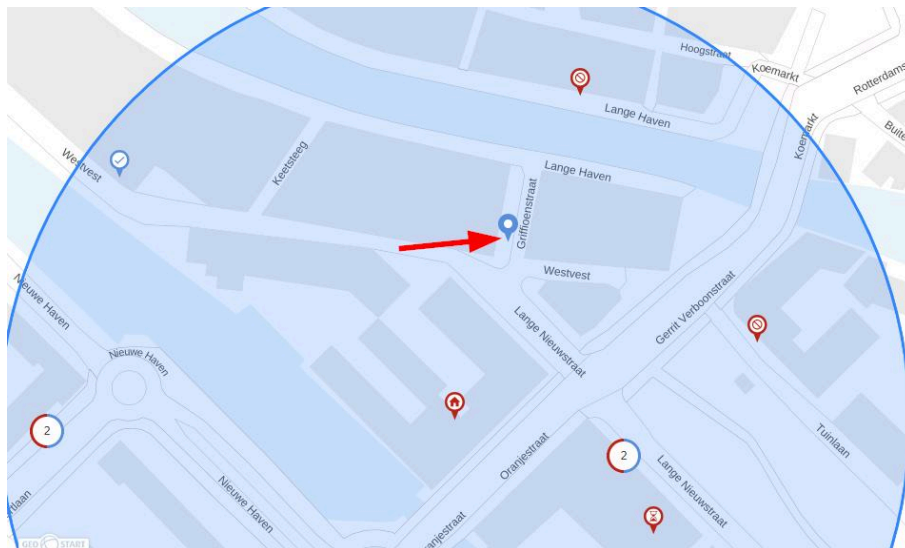 Hoogstraat
Koemarkt
Rotterdams
Lange Haven
Koemarkt
Buite
Westvest
Keetsteeg
Lange Haven
Griffioenstraat
Westvest
Nieuwe Haven
Lange Nieuwstraat
Gerrit Verboonstraat
Nieuwe Haven
2
2
Oranjestraat
Tuinlaan
Nieuwe Haven
Lange Nieuwstraat
ntlaan
anjestraat
GEO START